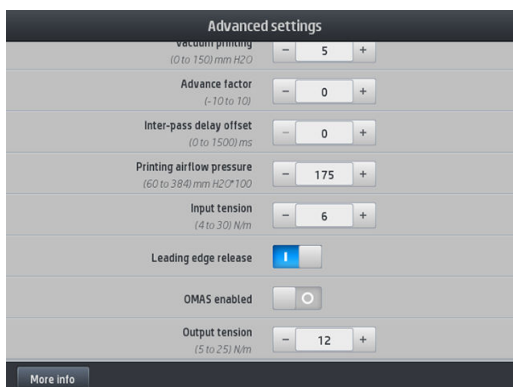 Advanced settings
Vacuum printing
(0 to 150) mm H2O
- 5 +
Advance factor
(-10 to 10)
- 0 +
Inter-pass delay offset
(0 to 1500) ms
- 0 +
Printing airflow pressure
(60 to 384) mm H2O*100
- 175 +
Input tension
(4 to 30) N/m
- 6 +
Leading edge release
OMAS enabled
Output tension
(5 to 25) N/m
- 12 +
More info